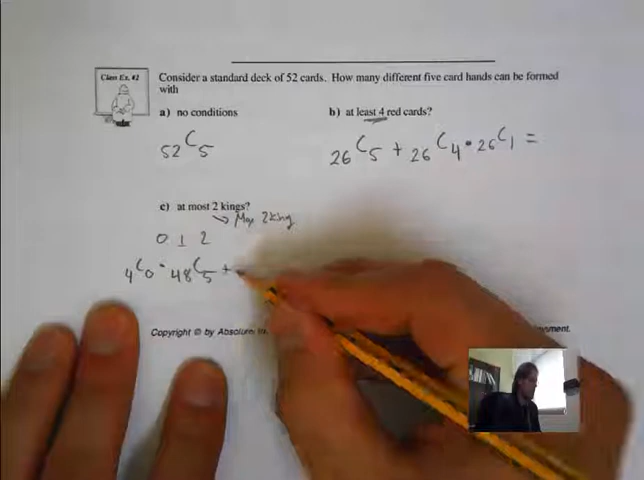 Class Ex. #2
Consider a standard deck of 52 cards. How many different five card hands can be formed
with
a) no conditions
b) at least 4 red cards?
52C5
26C5 + 26C4 • 26C1 =
c) at most 2 kings?
→ Max 2 king
0 1 2
4C0 • 48C5 +
Copyright © by Absolute